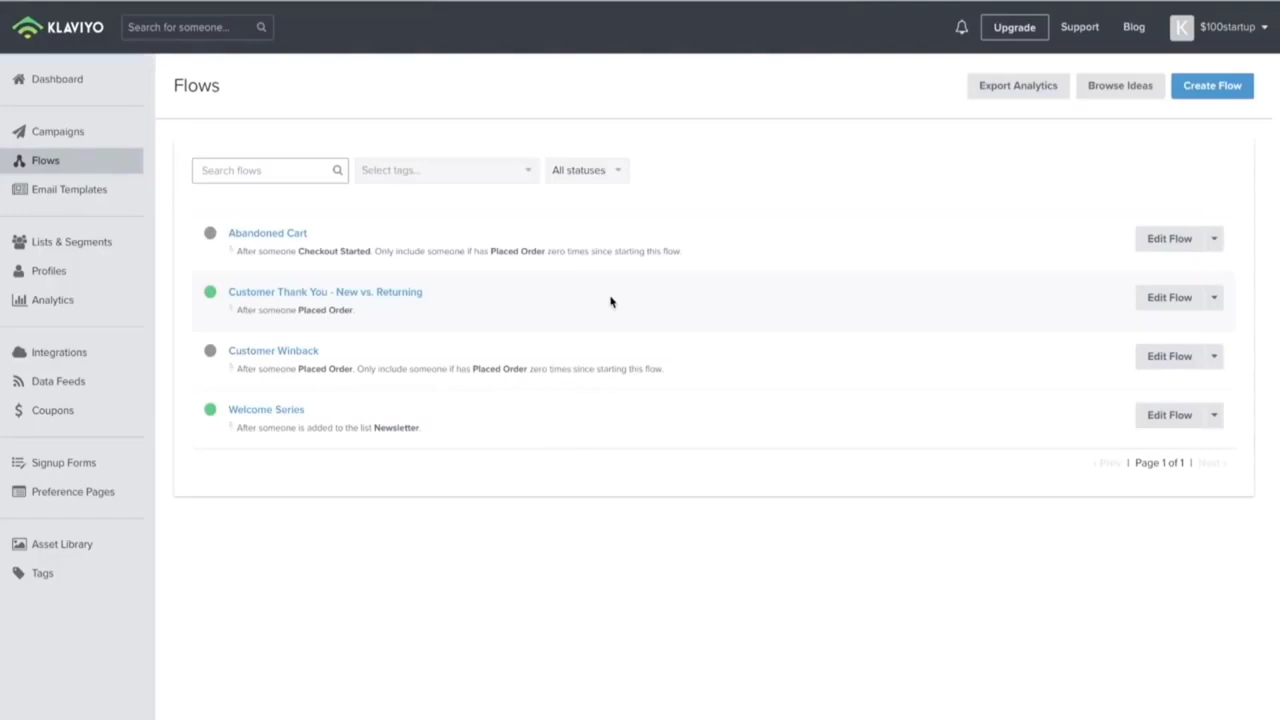 KLAVIYO
Search for someone...
Upgrade
Support
Blog
K
$100startup
Dashboard
Campaigns
Flows
Email Templates
Lists & Segments
Profiles
Analytics
Integrations
Data Feeds
$ Coupons
Signup Forms
Preference Pages
Asset Library
Tags
Flows
Export Analytics
Browse Ideas
Create Flow
Search flows
Select tags...
All statuses
Abandoned Cart
After someone Checkout Started. Only include someone if has Placed Order zero times since starting this flow.
Edit Flow
Customer Thank You - New vs. Returning
After someone Placed Order.
Edit Flow
Customer Winback
After someone Placed Order. Only include someone if has Placed Order zero times since starting this flow.
Edit Flow
Welcome Series
After someone is added to the list Newsletter.
Edit Flow
‹ Prev | Page 1 of 1 | Next ›